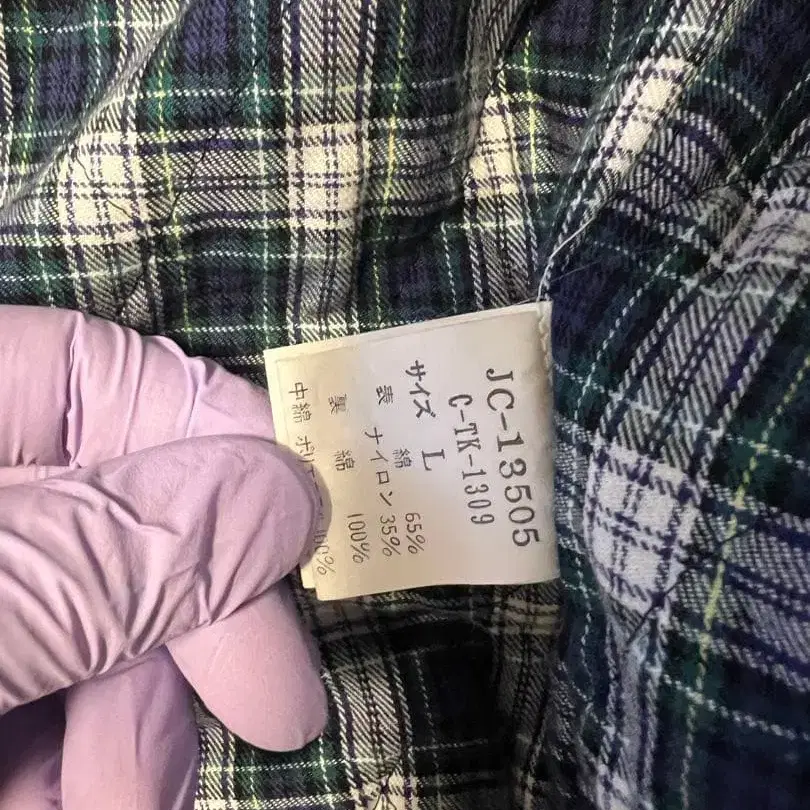 JC-13505
C-TK-1309
サイズ L
表 綿 65%
ナイロン 35%
裏 綿 100%
中綿 100%